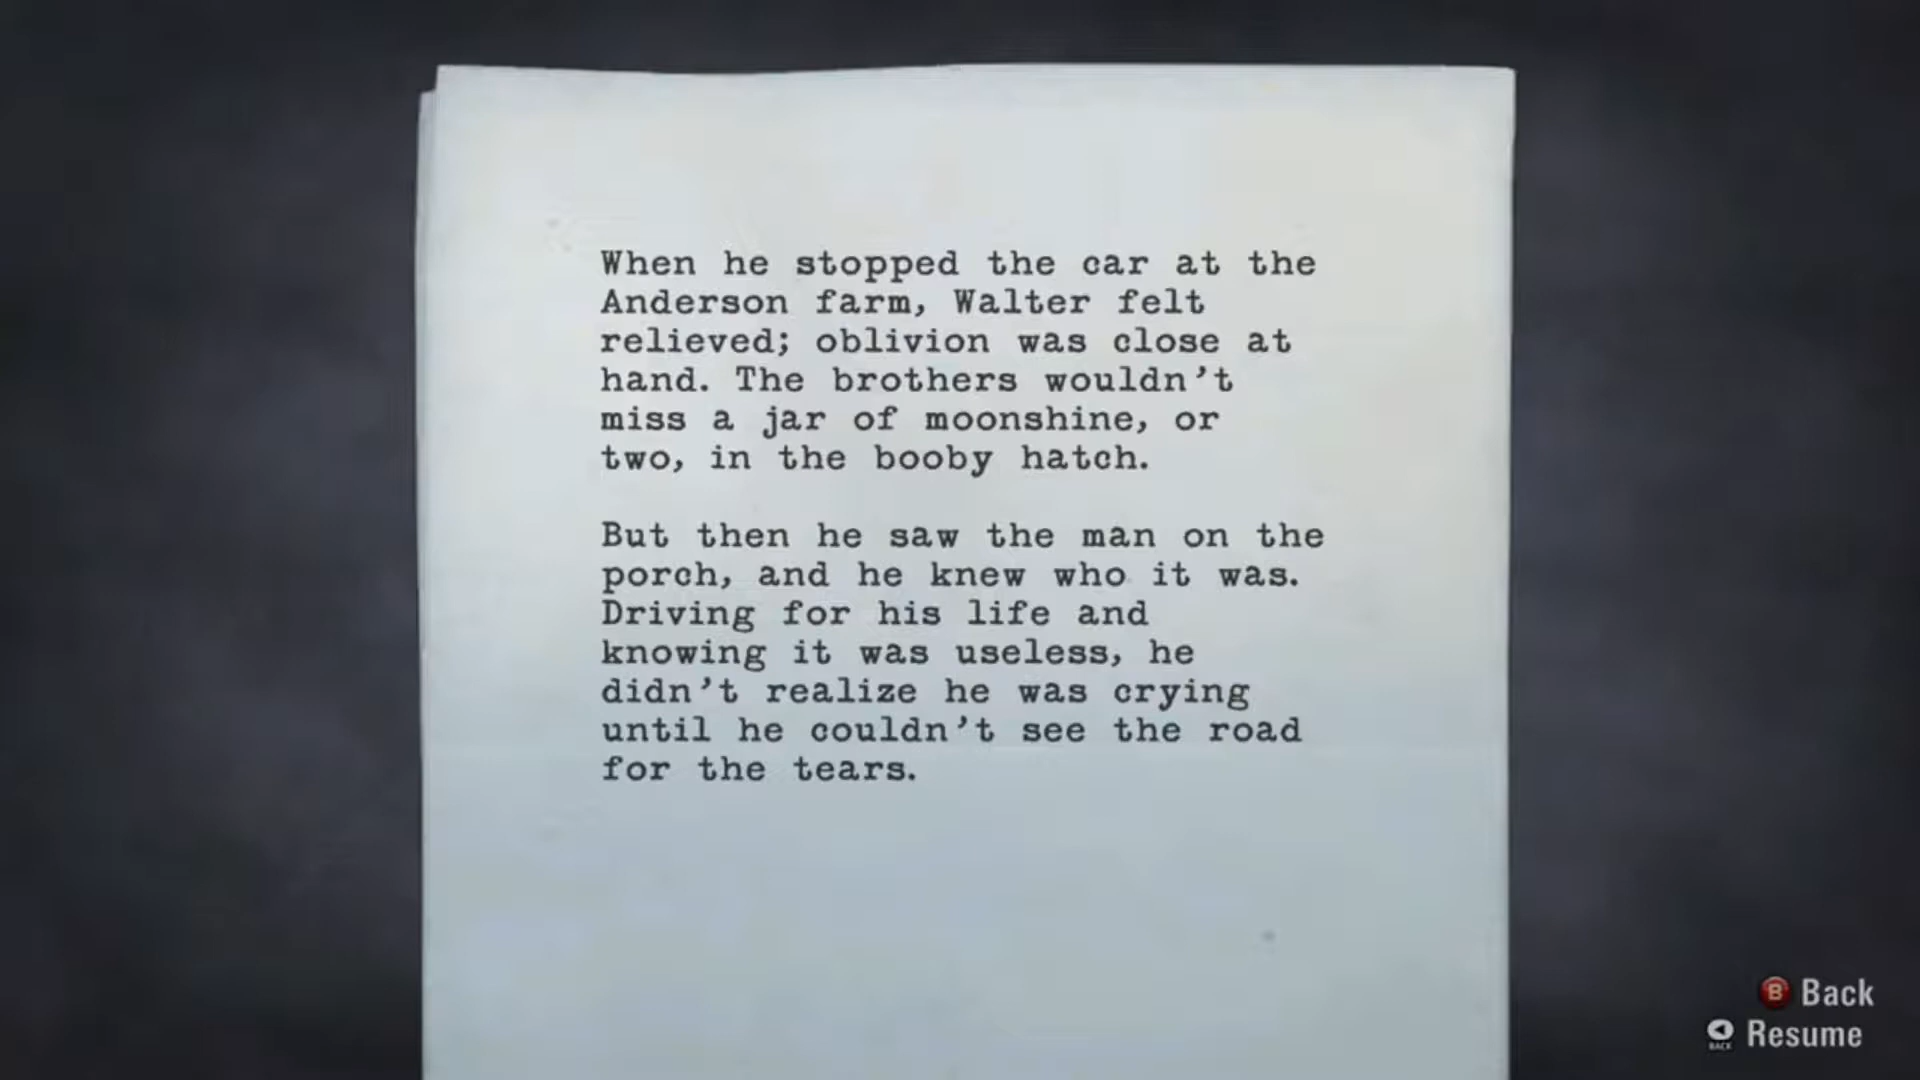 When he stopped the car at the
Anderson farm, Walter felt
relieved; oblivion was close at
hand. The brothers wouldn't
miss a jar of moonshine, or
two, in the booby hatch.
But then he saw the man on the
porch, and he knew who it was.
Driving for his life and
knowing it was useless, he
didn't realize he was crying
until he couldn't see the road
for the tears.
B Back
BACK Resume